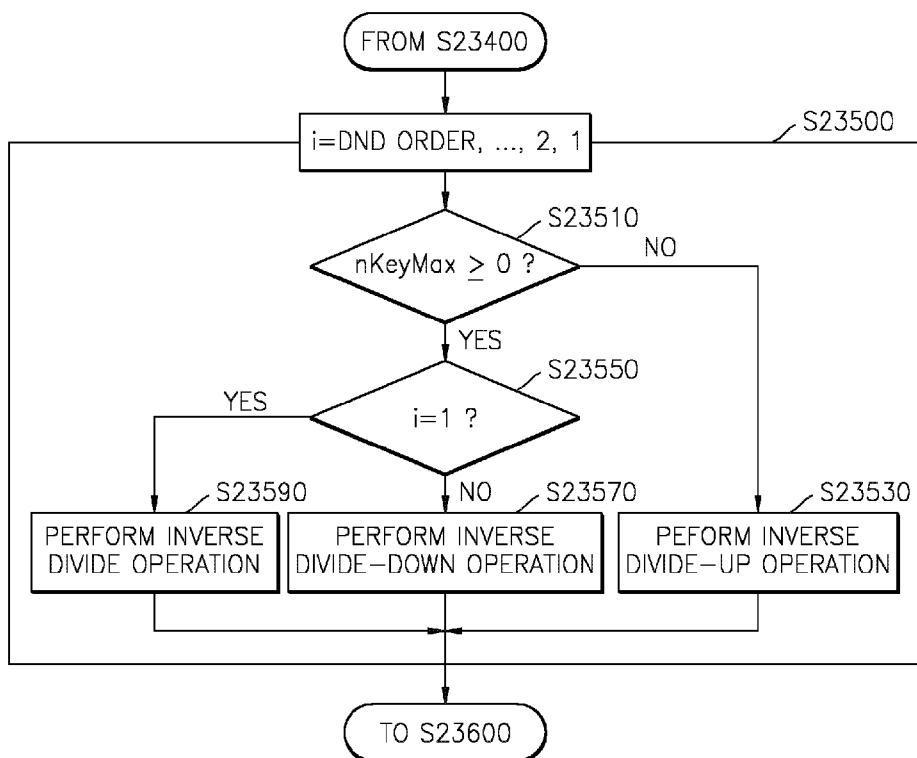 FROM S23400
S23500
i=DND ORDER, ..., 2, 1
S23510
nKeyMax ≥ 0 ?
NO
YES
S23550
YES
i=1 ?
NO
S23590
S23570
S23530
PERFORM INVERSE
DIVIDE OPERATION
PERFORM INVERSE
DIVIDE-DOWN OPERATION
PEFORM INVERSE
DIVIDE-UP OPERATION
TO S23600